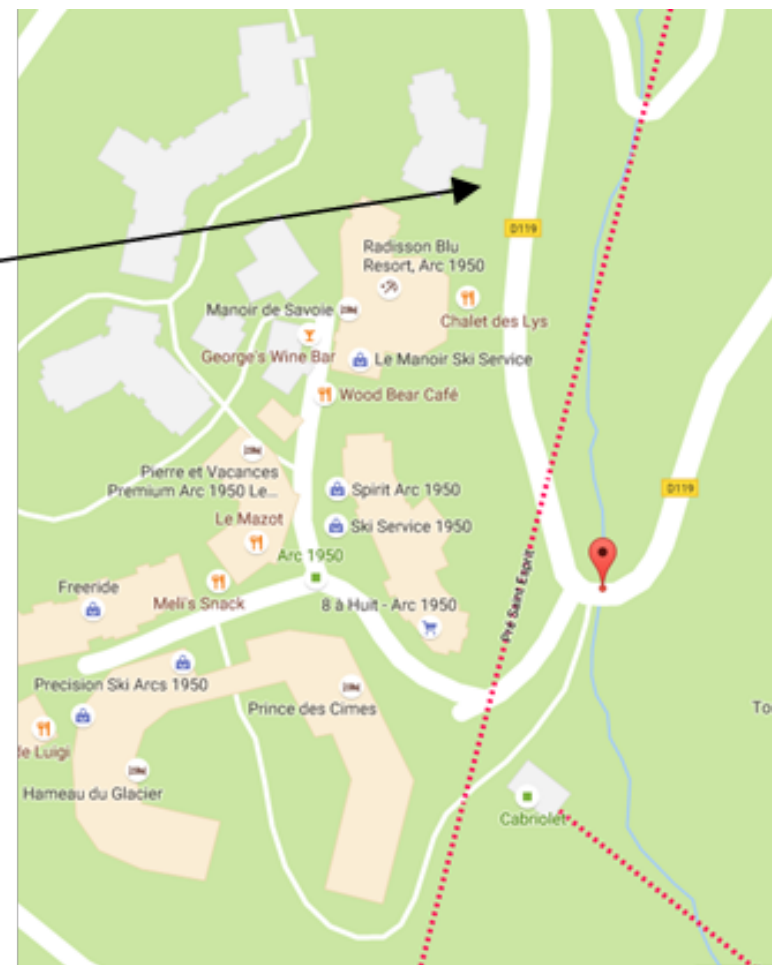 D119
Radisson Blu
Resort, Arc 1950
Manoir de Savoie
Chalet des Lys
George's Wine Bar
Le Manoir Ski Service
Wood Bear Café
Pierre et Vacances
Premium Arc 1950 Le...
Spirit Arc 1950
D119
Le Mazot
Ski Service 1950
Arc 1950
Pré Saint Esprit
Freeride
Meli's Snack
8 à Huit - Arc 1950
Precision Ski Arcs 1950
Prince des Cimes
To
de Luigi
Hameau du Glacier
Cabriolet